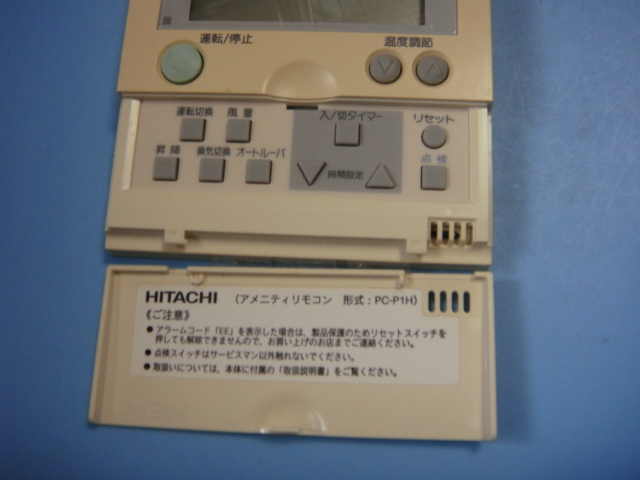 運転/停止
温度調節
運転切換 風量
入/切タイマー
リセット
昇降 換気切換 オートルーバ
時間設定
点検
HITACHI (アメニティリモコン 形式:PC-P1H)
《ご注意》
●アラームコード「EE」を表示した場合は、製品保護のためリセットスイッチを
押しても解除できませんので、お買い上げのお店までご連絡ください。
●点検スイッチはサービスマン以外触れないでください。
●取扱いについては、本体に付属の「取扱説明書」をご覧ください。